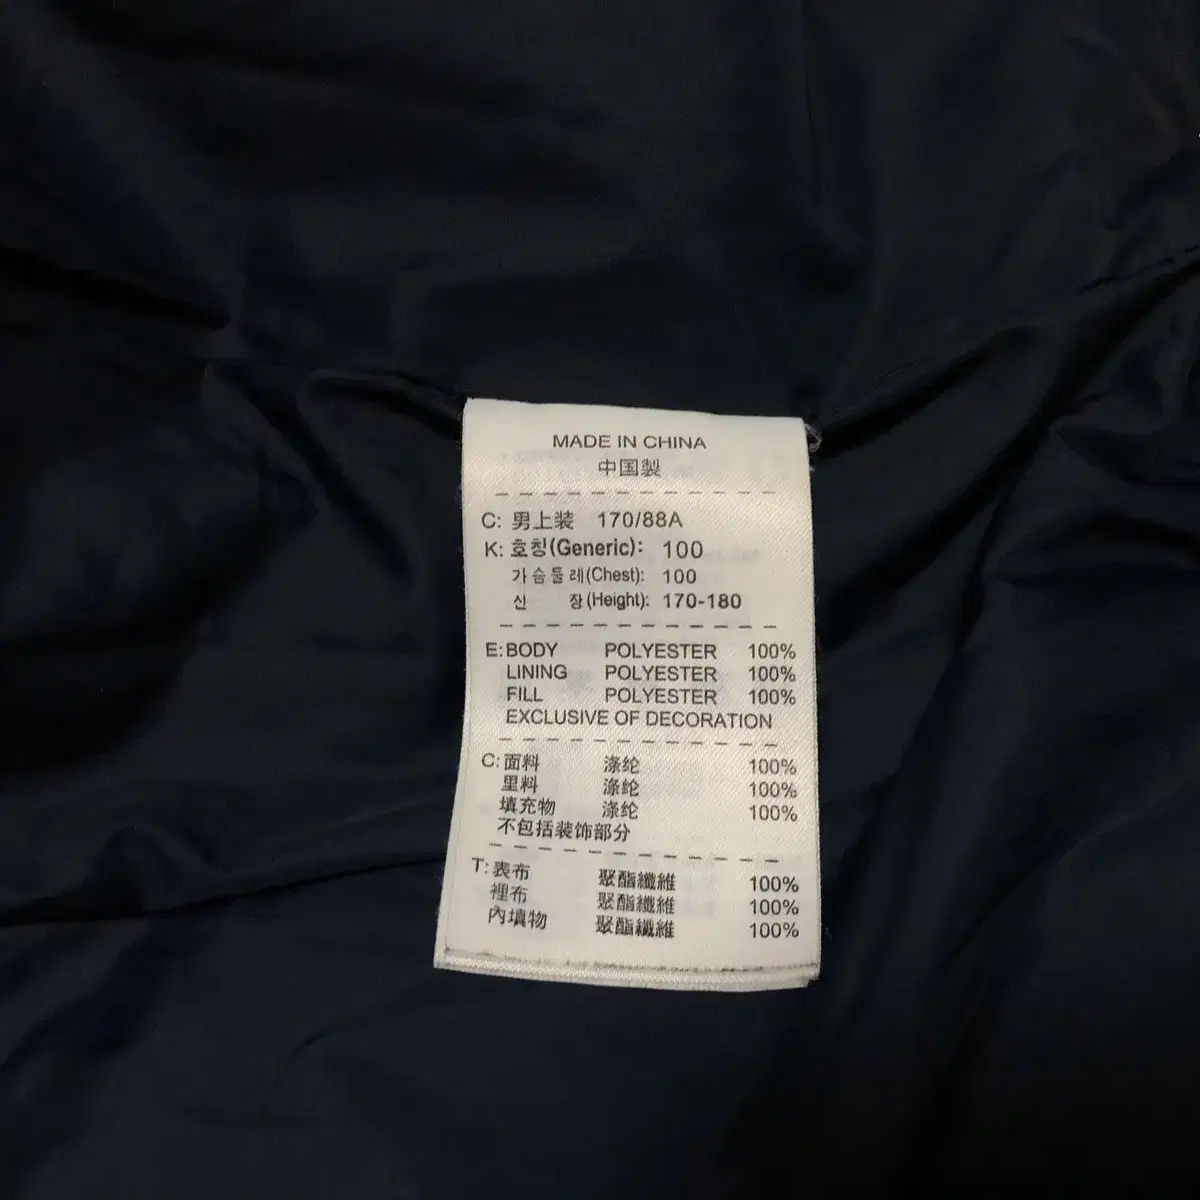 MADE IN CHINA
中国製
C: 男上装 170/88A
K: 호칭(Generic): 100
가슴둘레(Chest): 100
신 장(Height): 170-180
E: BODY POLYESTER 100%
LINING POLYESTER 100%
FILL POLYESTER 100%
EXCLUSIVE OF DECORATION
C: 面料 涤纶 100%
里料 涤纶 100%
填充物 涤纶 100%
不包括装饰部分
T: 表布 聚酯纖維 100%
裡布 聚酯纖維 100%
內填物 聚酯纖維 100%